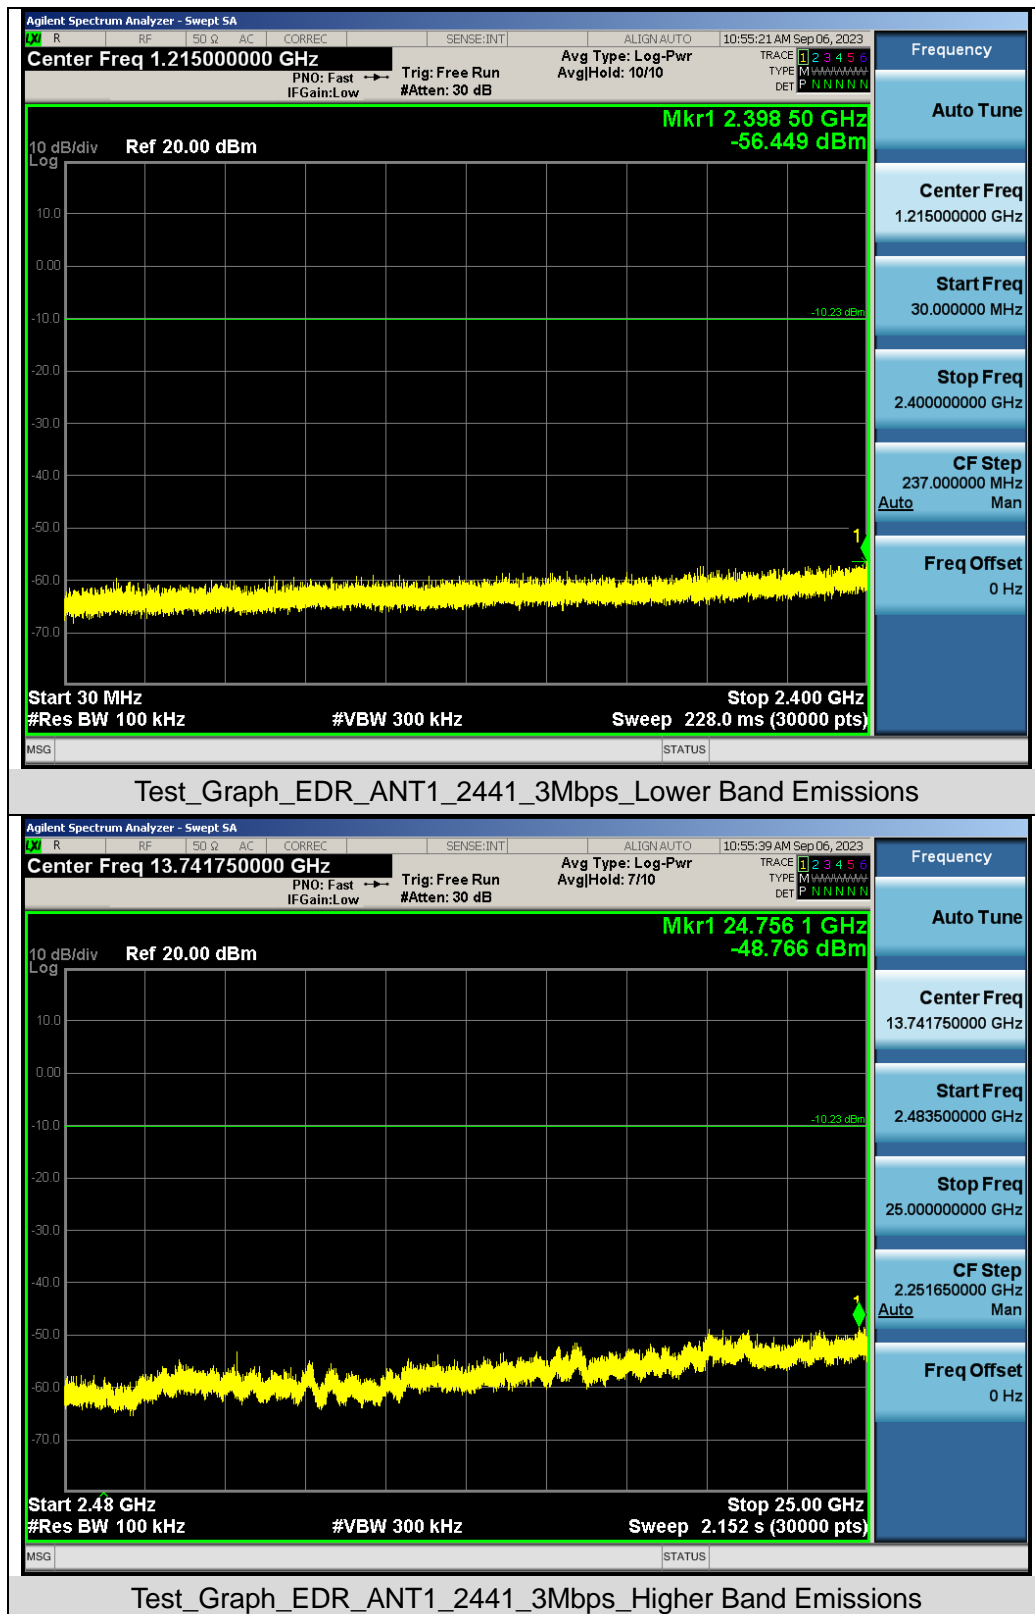 Agilent Spectrum Analyzer - Swept SA
LXI R RF 50 Ω AC CORREC SENSE:INT ALIGN AUTO 10:55:21 AM Sep 06, 2023
Center Freq 1.215000000 GHz
PNO: Fast
IFGain:Low
Trig: Free Run
#Atten: 30 dB
Avg Type: Log-Pwr
Avg|Hold: 10/10
TRACE 1 2 3 4 5 6
TYPE M
DET P N N N N N
Mkr1 2.398 50 GHz
-56.449 dBm
10 dB/div Ref 20.00 dBm
Log
10.0
0.00
-10.0
-10.23 dBm
-20.0
-30.0
-40.0
-50.0
1
-60.0
-70.0
Start 30 MHz Stop 2.400 GHz
#Res BW 100 kHz #VBW 300 kHz Sweep 228.0 ms (30000 pts)
MSG STATUS
Frequency
Auto Tune
Center Freq
1.215000000 GHz
Start Freq
30.000000 MHz
Stop Freq
2.400000000 GHz
CF Step
237.000000 MHz
Auto Man
Freq Offset
0 Hz
Test_Graph_EDR_ANT1_2441_3Mbps_Lower Band Emissions
Agilent Spectrum Analyzer - Swept SA
LXI R RF 50 Ω AC CORREC SENSE:INT ALIGN AUTO 10:55:39 AM Sep 06, 2023
Center Freq 13.741750000 GHz
PNO: Fast
IFGain:Low
Trig: Free Run
#Atten: 30 dB
Avg Type: Log-Pwr
Avg|Hold: 7/10
TRACE 1 2 3 4 5 6
TYPE M
DET P N N N N N
Mkr1 24.756 1 GHz
-48.766 dBm
10 dB/div Ref 20.00 dBm
Log
10.0
0.00
-10.0
-10.23 dBm
-20.0
-30.0
-40.0
1
-50.0
-60.0
-70.0
Start 2.48 GHz Stop 25.00 GHz
#Res BW 100 kHz #VBW 300 kHz Sweep 2.152 s (30000 pts)
MSG STATUS
Frequency
Auto Tune
Center Freq
13.741750000 GHz
Start Freq
2.483500000 GHz
Stop Freq
25.000000000 GHz
CF Step
2.251650000 GHz
Auto Man
Freq Offset
0 Hz
Test_Graph_EDR_ANT1_2441_3Mbps_Higher Band Emissions